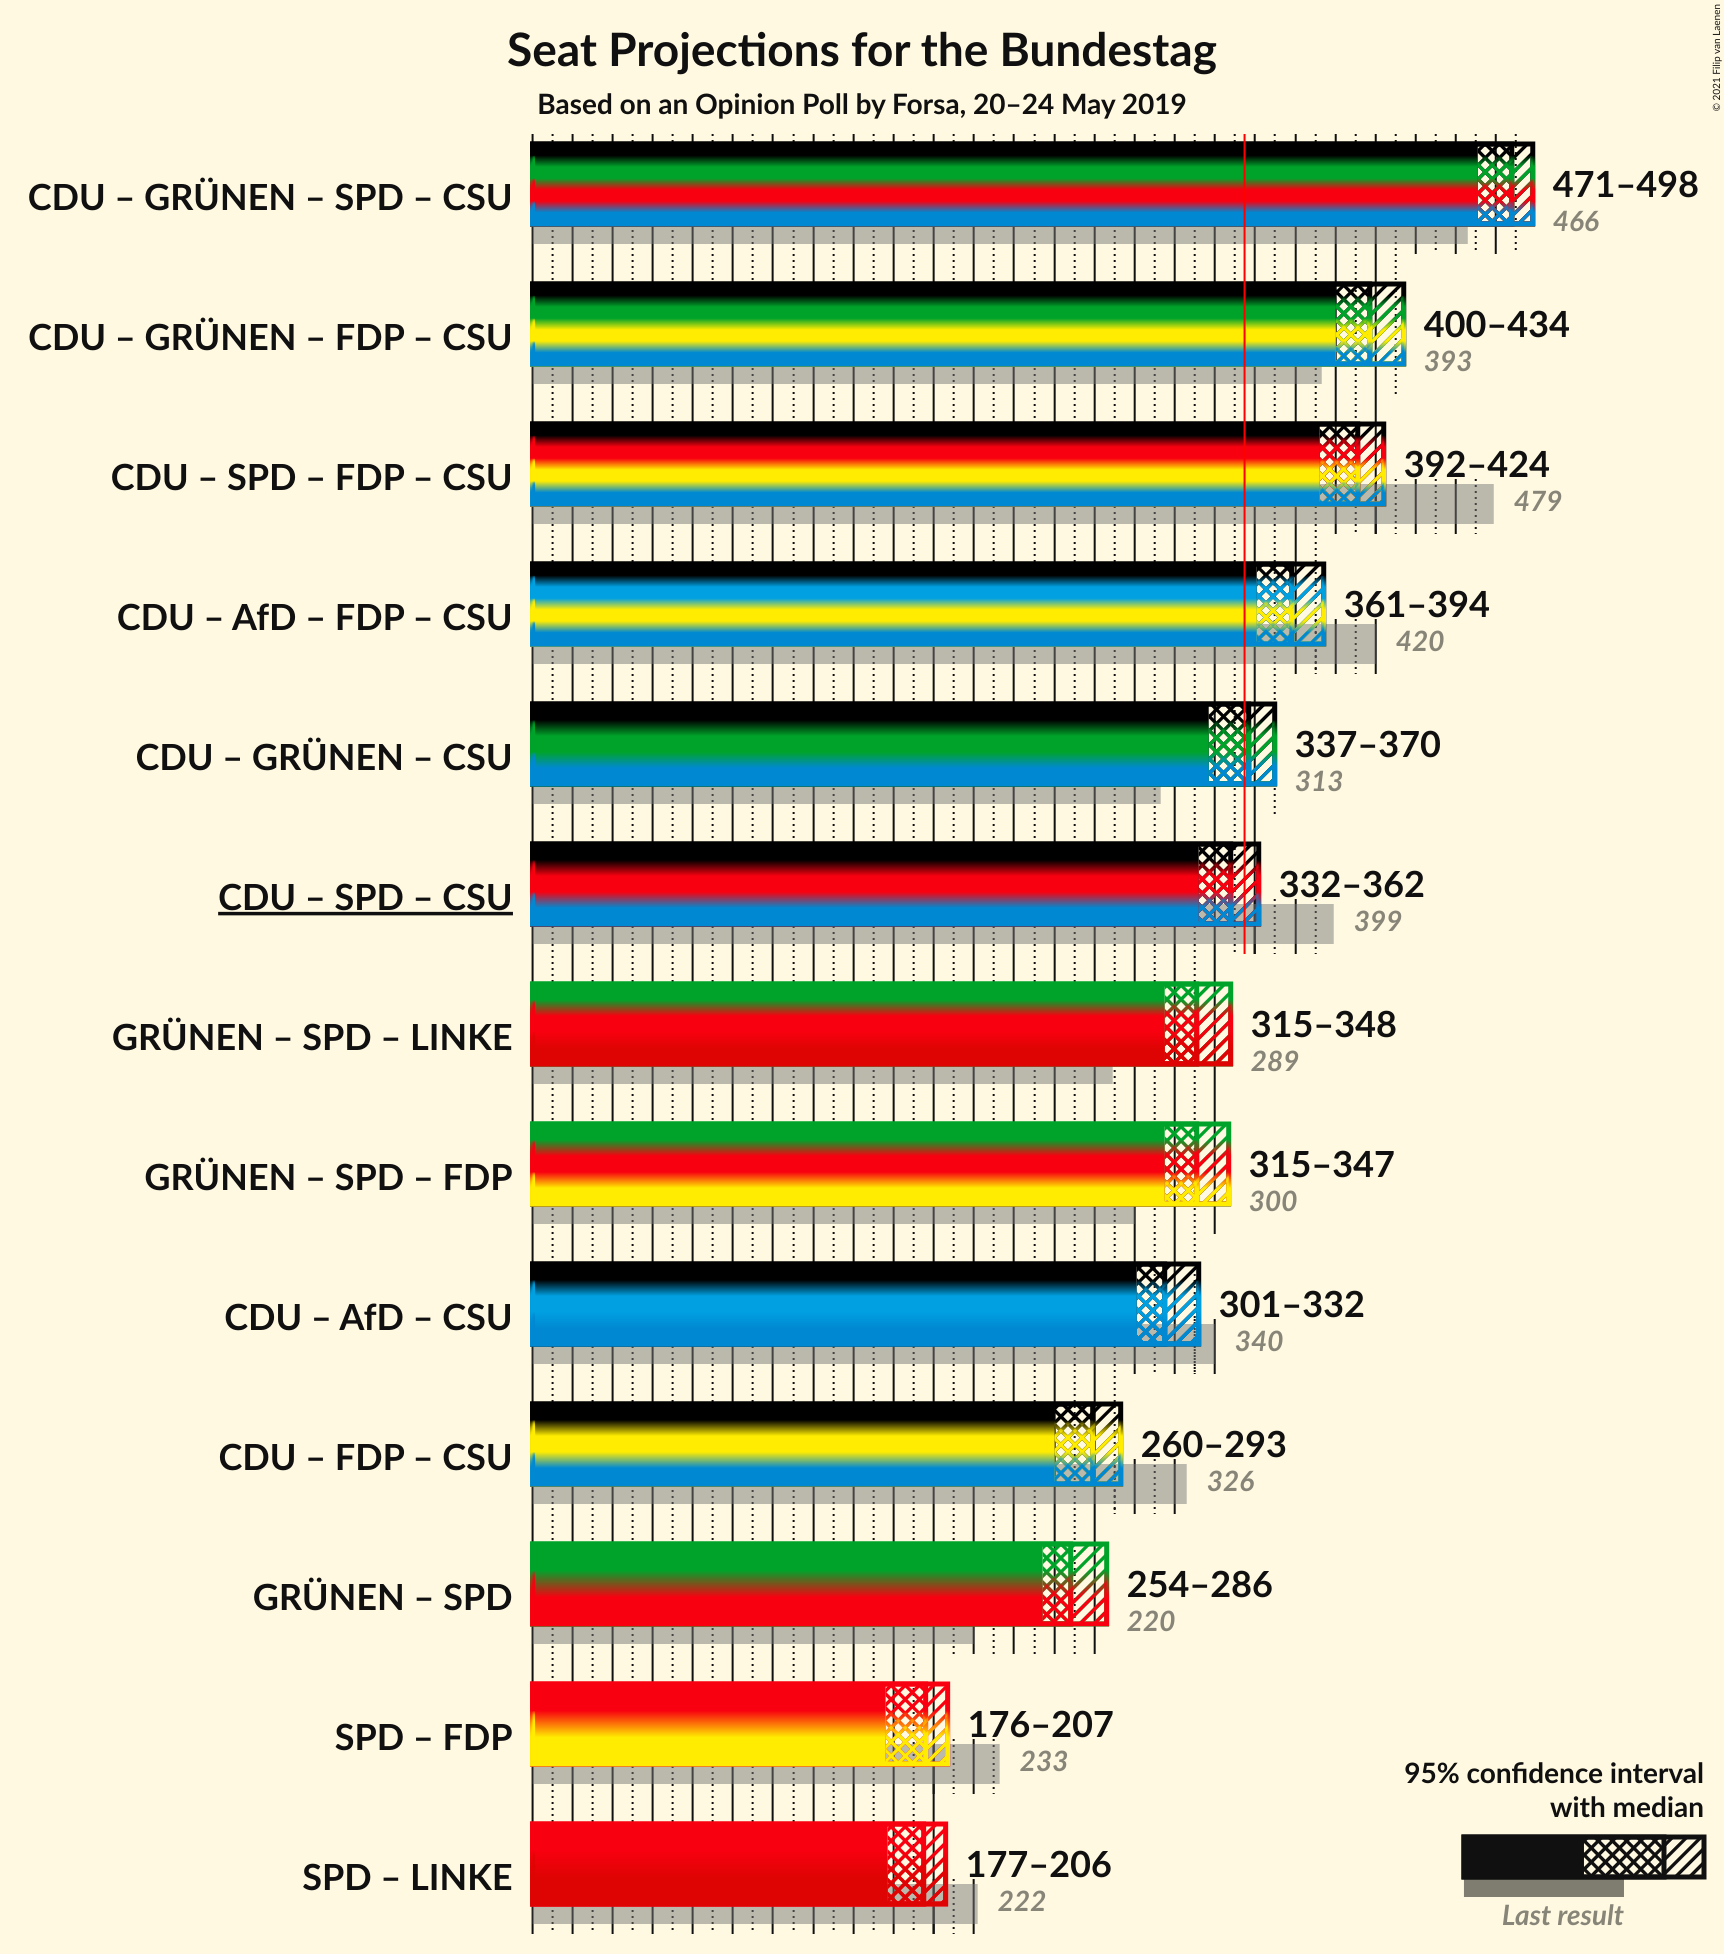 Seat Projections for the Bundestag
Based on an Opinion Poll by Forsa, 20–24 May 2019
© 2021 Filip van Laenen
CDU – GRÜNEN – SPD – CSU
471–498
466
CDU – GRÜNEN – FDP – CSU
400–434
393
CDU – SPD – FDP – CSU
392–424
479
CDU – AfD – FDP – CSU
361–394
420
CDU – GRÜNEN – CSU
337–370
313
CDU – SPD – CSU
332–362
399
GRÜNEN – SPD – LINKE
315–348
289
GRÜNEN – SPD – FDP
315–347
300
CDU – AfD – CSU
301–332
340
CDU – FDP – CSU
260–293
326
GRÜNEN – SPD
254–286
220
SPD – FDP
176–207
233
SPD – LINKE
177–206
222
95% confidence interval
with median
Last result